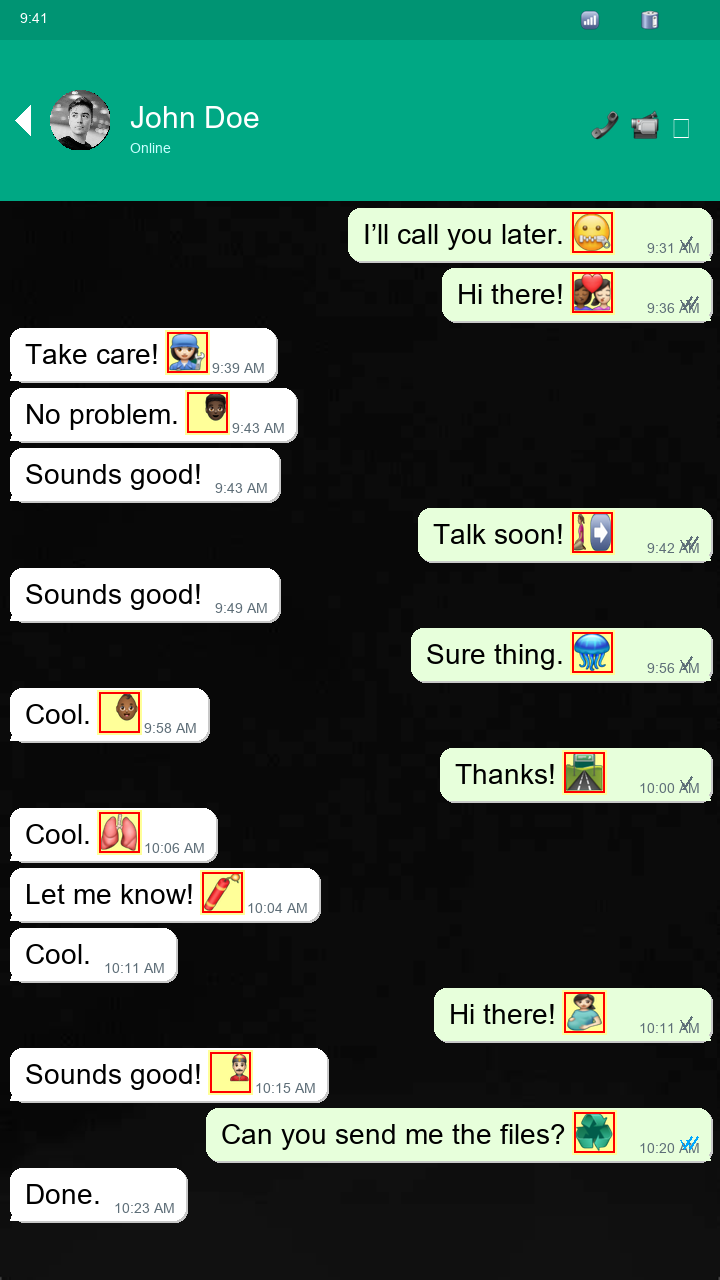 9:41
John Doe
Online
I'll call you later. 🤐 9:31 AM
Hi there! 9:36 AM
Take care! 9:39 AM
No problem. 9:43 AM
Sounds good! 9:43 AM
Talk soon! 9:42 AM
Sounds good! 9:49 AM
Sure thing. 9:56 AM
Cool. 9:58 AM
Thanks! 10:00 AM
Cool. 10:06 AM
Let me know! 10:04 AM
Cool. 10:11 AM
Hi there! 10:11 AM
Sounds good! 10:15 AM
Can you send me the files? 10:20 AM
Done. 10:23 AM